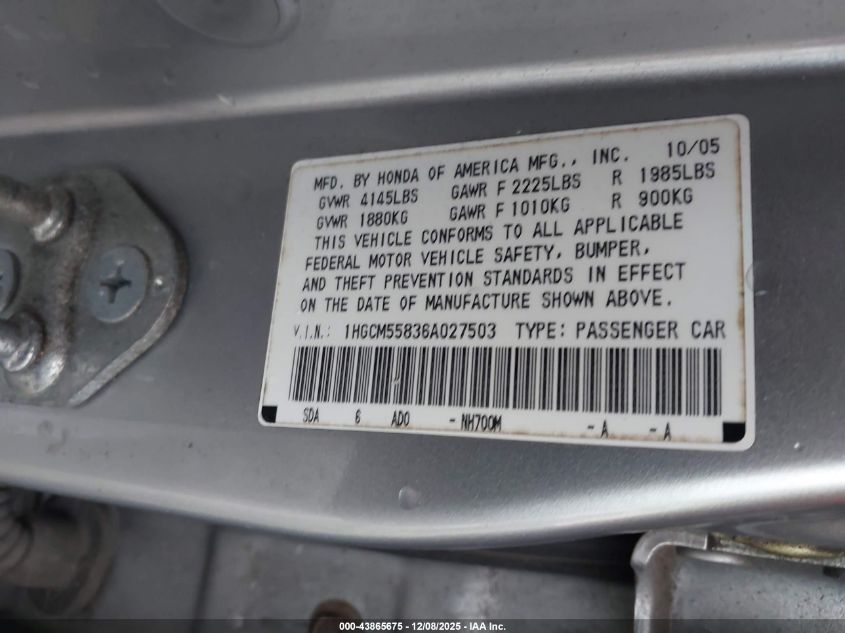 MFD. BY HONDA OF AMERICA MFG., INC. 10/05
GVWR 4145LBS GAWR F 2225LBS R 1985LBS
GVWR 1880KG GAWR F 1010KG R 900KG
THIS VEHICLE CONFORMS TO ALL APPLICABLE
FEDERAL MOTOR VEHICLE SAFETY, BUMPER,
AND THEFT PREVENTION STANDARDS IN EFFECT
ON THE DATE OF MANUFACTURE SHOWN ABOVE.
V.I.N.: 1HGCM55836A027503 TYPE: PASSENGER CAR
SDA 6 ADO - NH700M - A - A
000-43865675 - 12/08/2025 - IAA Inc.